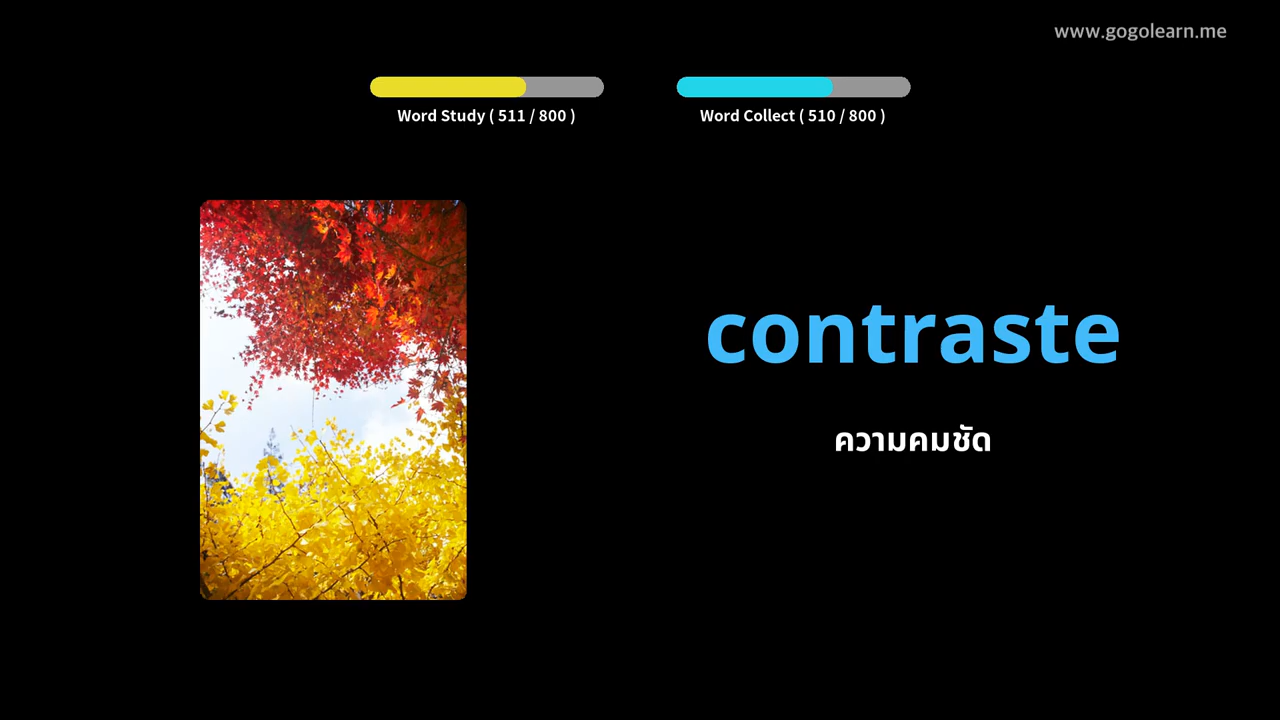 www.gogolearn.me
Word Study ( 511 / 800 )
Word Collect ( 510 / 800 )
contraste
ความคมชัด